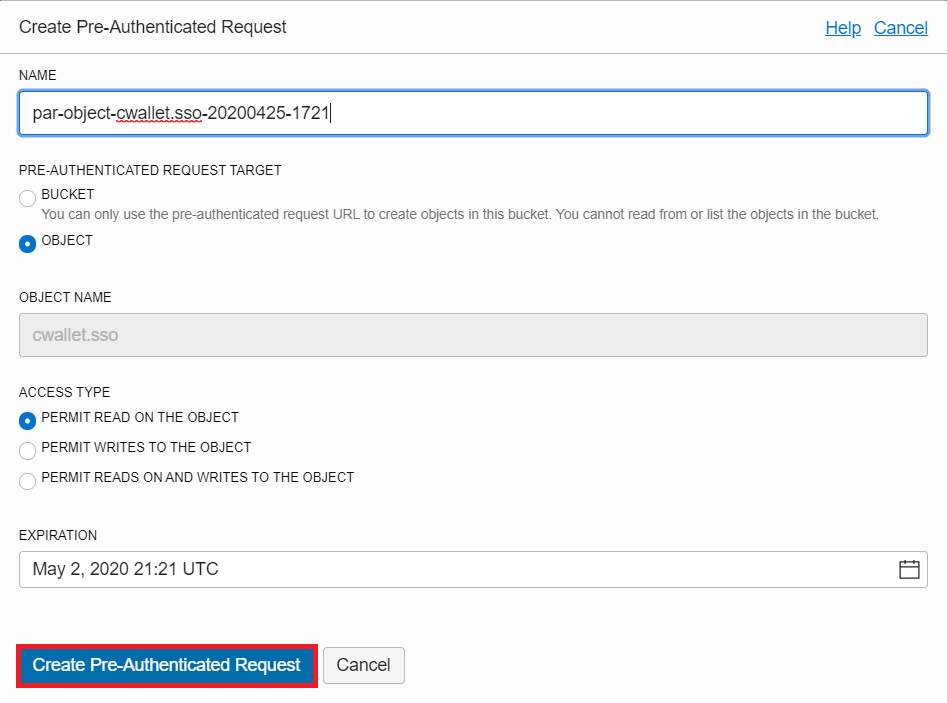 Create Pre-Authenticated Request
Help Cancel
NAME
par-object-cwallet.sso-20200425-1721
PRE-AUTHENTICATED REQUEST TARGET
BUCKET
You can only use the pre-authenticated request URL to create objects in this bucket. You cannot read from or list the objects in the bucket.
OBJECT
OBJECT NAME
cwallet.sso
ACCESS TYPE
PERMIT READ ON THE OBJECT
PERMIT WRITES TO THE OBJECT
PERMIT READS ON AND WRITES TO THE OBJECT
EXPIRATION
May 2, 2020 21:21 UTC
Create Pre-Authenticated Request Cancel